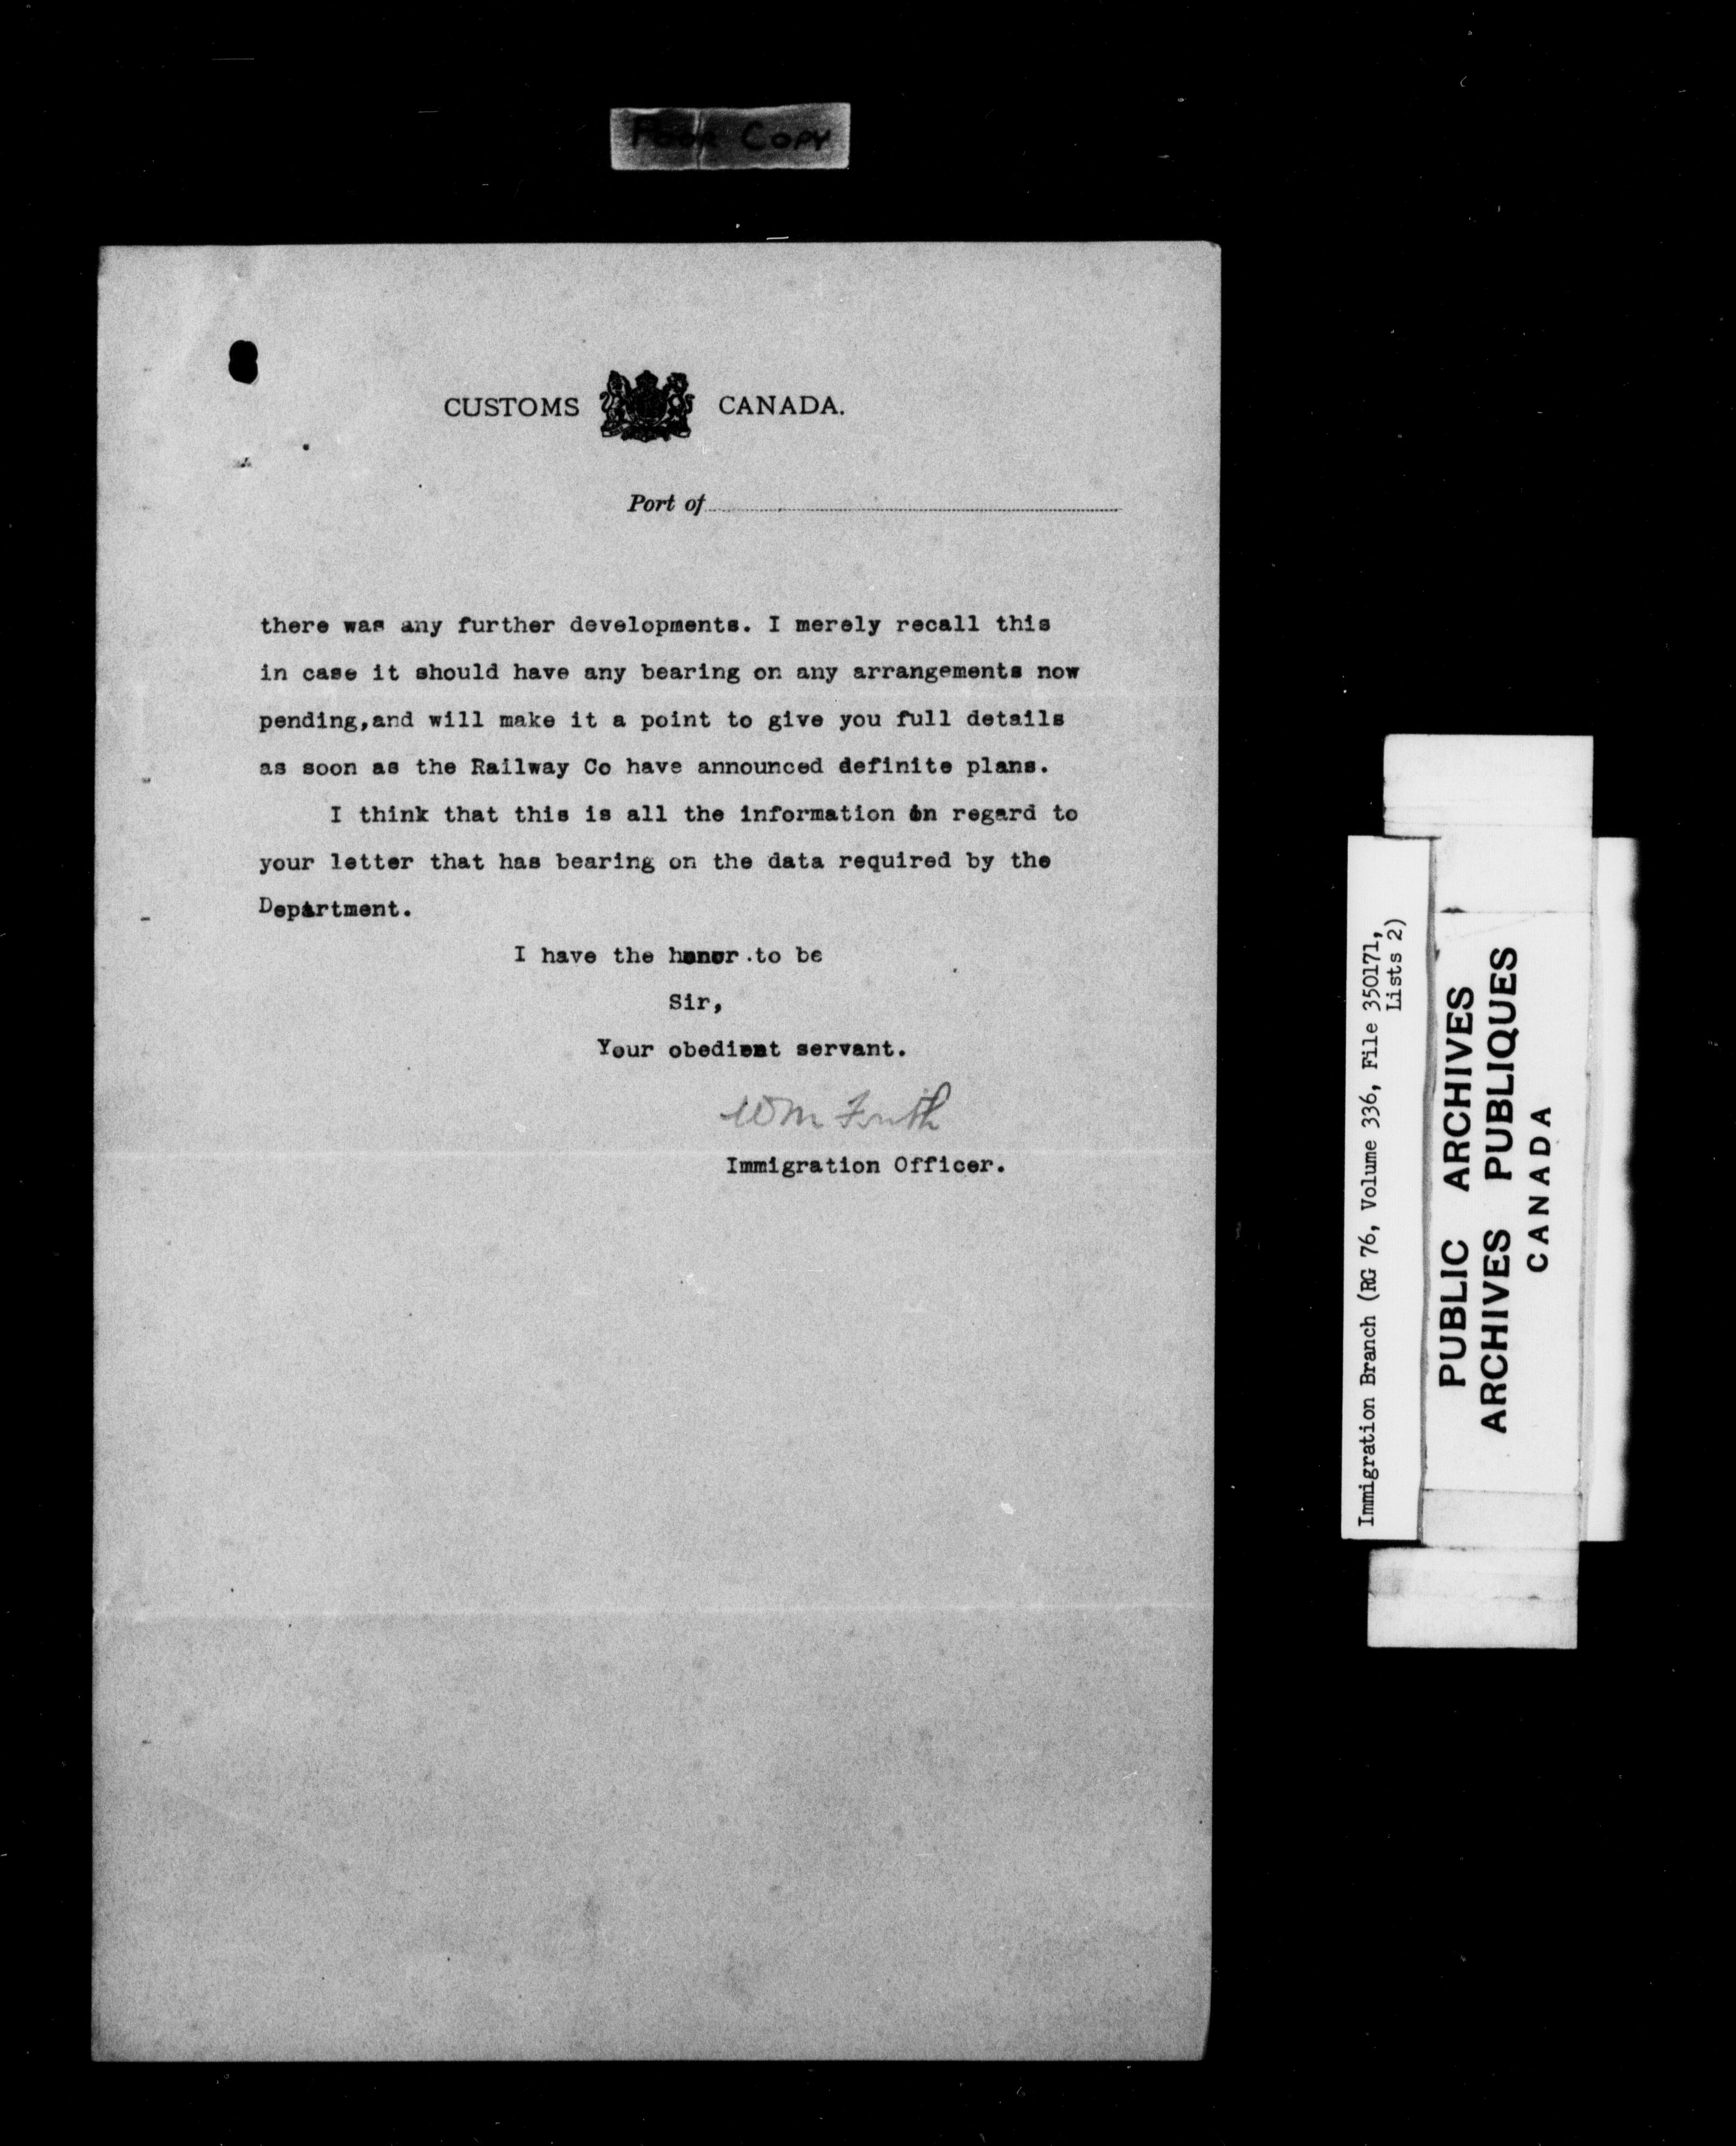 Poor Copy
CUSTOMS CANADA.
Port of
there was any further developments. I merely recall this
in case it should have any bearing on any arrangements now
pending,and will make it a point to give you full details
as soon as the Railway Co have announced definite plans.
I think that this is all the information in regard to
your letter that has bearing on the data required by the
Department.
I have the honor to be
Sir,
Your obedient servant.
Wm
Immigration Officer.
Immigration Branch (RG 76, Volume 336, File 350171,
Lists 2)
PUBLIC ARCHIVES
ARCHIVES PUBLIQUES
CANADA